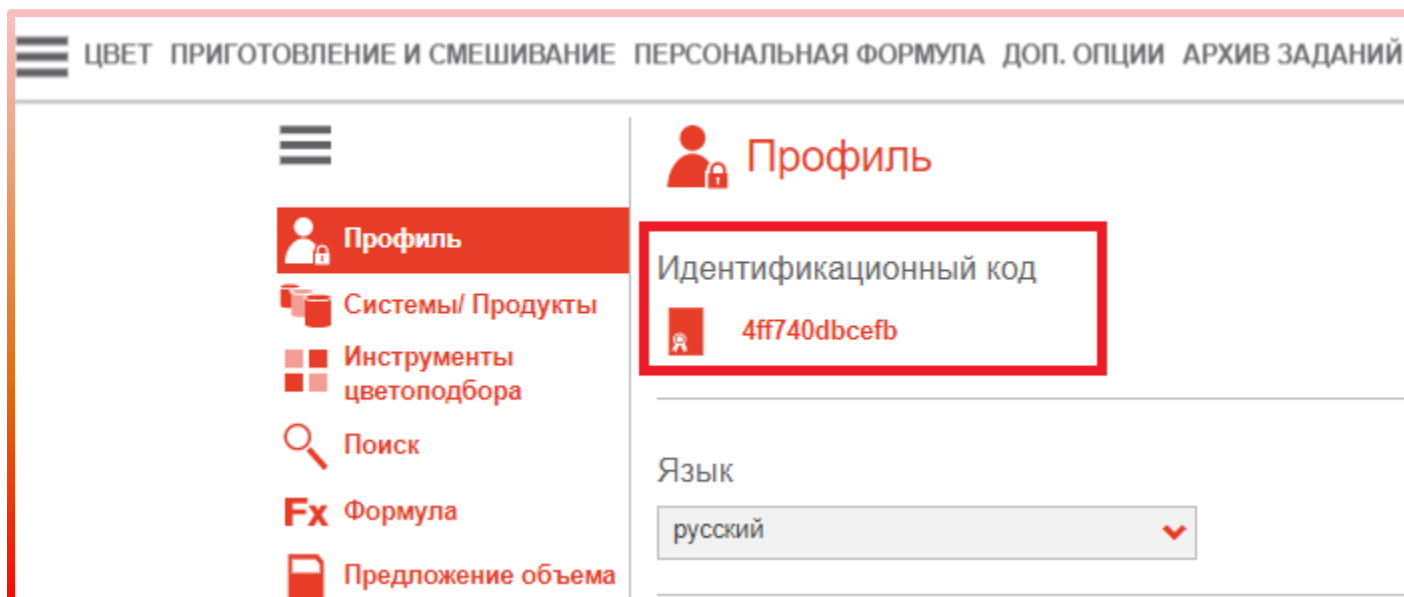 ЦВЕТ ПРИГОТОВЛЕНИЕ И СМЕШИВАНИЕ ПЕРСОНАЛЬНАЯ ФОРМУЛА ДОП. ОПЦИИ АРХИВ ЗАДАНИЙ
Профиль
Системы/ Продукты
Инструменты
цветоподбора
Поиск
Fx Формула
Предложение объема
Профиль
Идентификационный код
4ff740dbcefb
Язык
русский